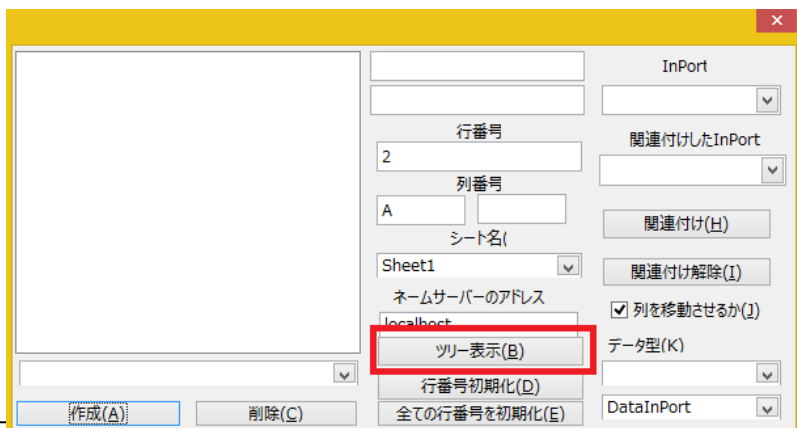 InPort
行番号
関連付けしたInPort
2
列番号
A
関連付け(H)
シート名(
Sheet1
関連付け解除(I)
ネームサーバーのアドレス
列を移動させるか(J)
localhost
ツリー表示(B)
データ型(K)
行番号初期化(D)
作成(A)
削除(C)
全ての行番号を初期化(E)
DataInPort